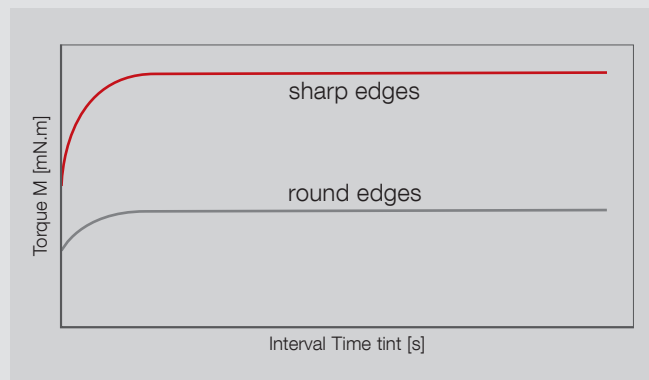 sharp edges
round edges
Torque M [mN.m]
Interval Time tint [s]